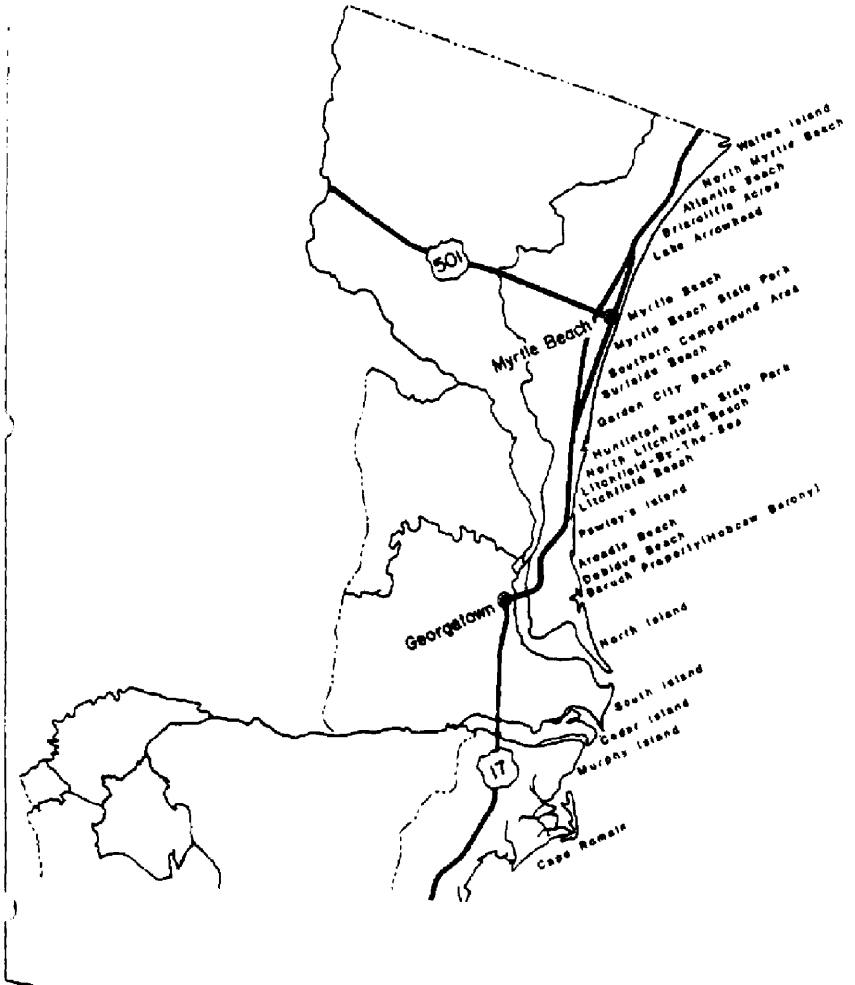 Waites Island
North Myrtle Beach
Atlantic Beach
Briarcliffe Acres
Lake Arrowhead
501
Myrtle Beach
Myrtle Beach
Myrtle Beach State Park
Southern Campground Area
Surfside Beach
Garden City Beach
Huntington Beach State Park
North Litchfield Beach
Litchfield-By-The-Sea
Litchfield Beach
Pawley's Island
Arcadia Beach
Debidue Beach
Baruch Property(Hobcaw Barony)
Georgetown
North Island
South Island
Cedar Island
Murphy Island
17
Cape Romain